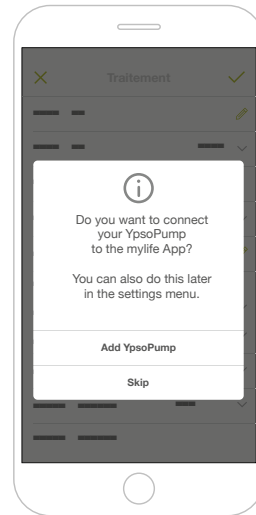 Traitement
Do you want to connect
your YpsoPump
to the mylife App?
You can also do this later
in the settings menu.
Add YpsoPump
Skip